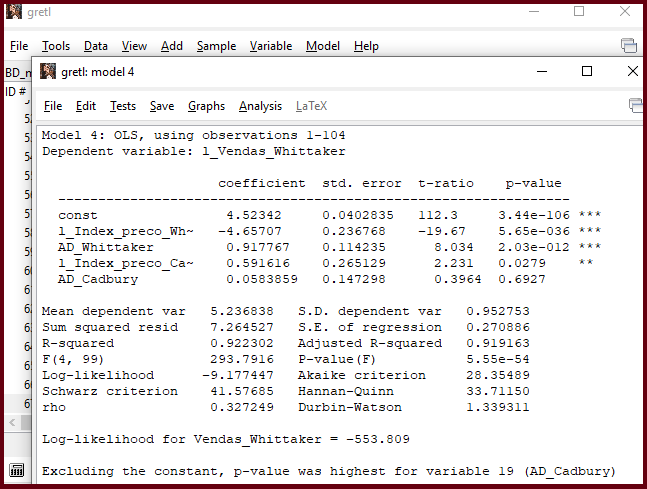 gretl
File Tools Data View Add Sample Variable Model Help
BD_m
ID #
gretl: model 4
File Edit Tests Save Graphs Analysis LaTeX
Model 4: OLS, using observations 1-104
Dependent variable: l_Vendas_Whittaker
coefficient std. error t-ratio p-value
-----------------------------------------------------------------
const 4.52342 0.0402835 112.3 3.44e-106 ***
l_Index_preco_Wh~ −4.65707 0.236768 −19.67 5.65e-036 ***
AD_Whittaker 0.917767 0.114235 8.034 2.03e-012 ***
l_Index_preco_Ca~ 0.591616 0.265129 2.231 0.0279 **
AD_Cadbury 0.0583859 0.147298 0.3964 0.6927
Mean dependent var 5.236838 S.D. dependent var 0.952753
Sum squared resid 7.264527 S.E. of regression 0.270886
R-squared 0.922302 Adjusted R-squared 0.919163
F(4, 99) 293.7916 P-value(F) 5.55e-54
Log-likelihood −9.177447 Akaike criterion 28.35489
Schwarz criterion 41.57685 Hannan-Quinn 33.71150
rho 0.327249 Durbin-Watson 1.339311
Log-likelihood for Vendas_Whittaker = −553.809
Excluding the constant, p-value was highest for variable 19 (AD_Cadbury)